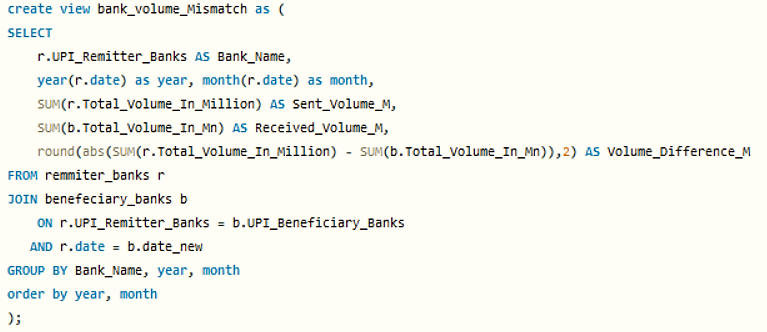 create view bank_volume_Mismatch as (
SELECT
r.UPI_Remitter_Banks AS Bank_Name,
year(r.date) as year, month(r.date) as month,
SUM(r.Total_Volume_In_Million) AS Sent_Volume_M,
SUM(b.Total_Volume_In_Mn) AS Received_Volume_M,
round(abs(SUM(r.Total_Volume_In_Million) - SUM(b.Total_Volume_In_Mn)),2) AS Volume_Difference_M
FROM remmiter_banks r
JOIN benefeciary_banks b
ON r.UPI_Remitter_Banks = b.UPI_Beneficiary_Banks
AND r.date = b.date_new
GROUP BY Bank_Name, year, month
order by year, month
);